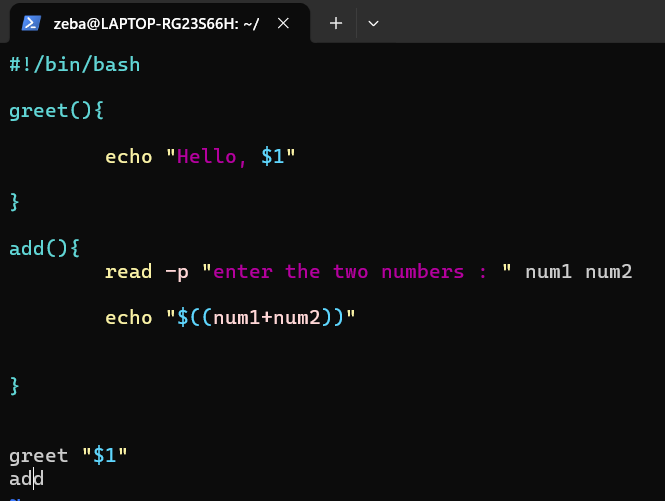 zeba@LAPTOP-RG23S66H: ~/
#!/bin/bash
greet(){
echo "Hello, $1"
}
add(){
read -p "enter the two numbers : " num1 num2
echo "$((num1+num2))"
}
greet "$1"
add